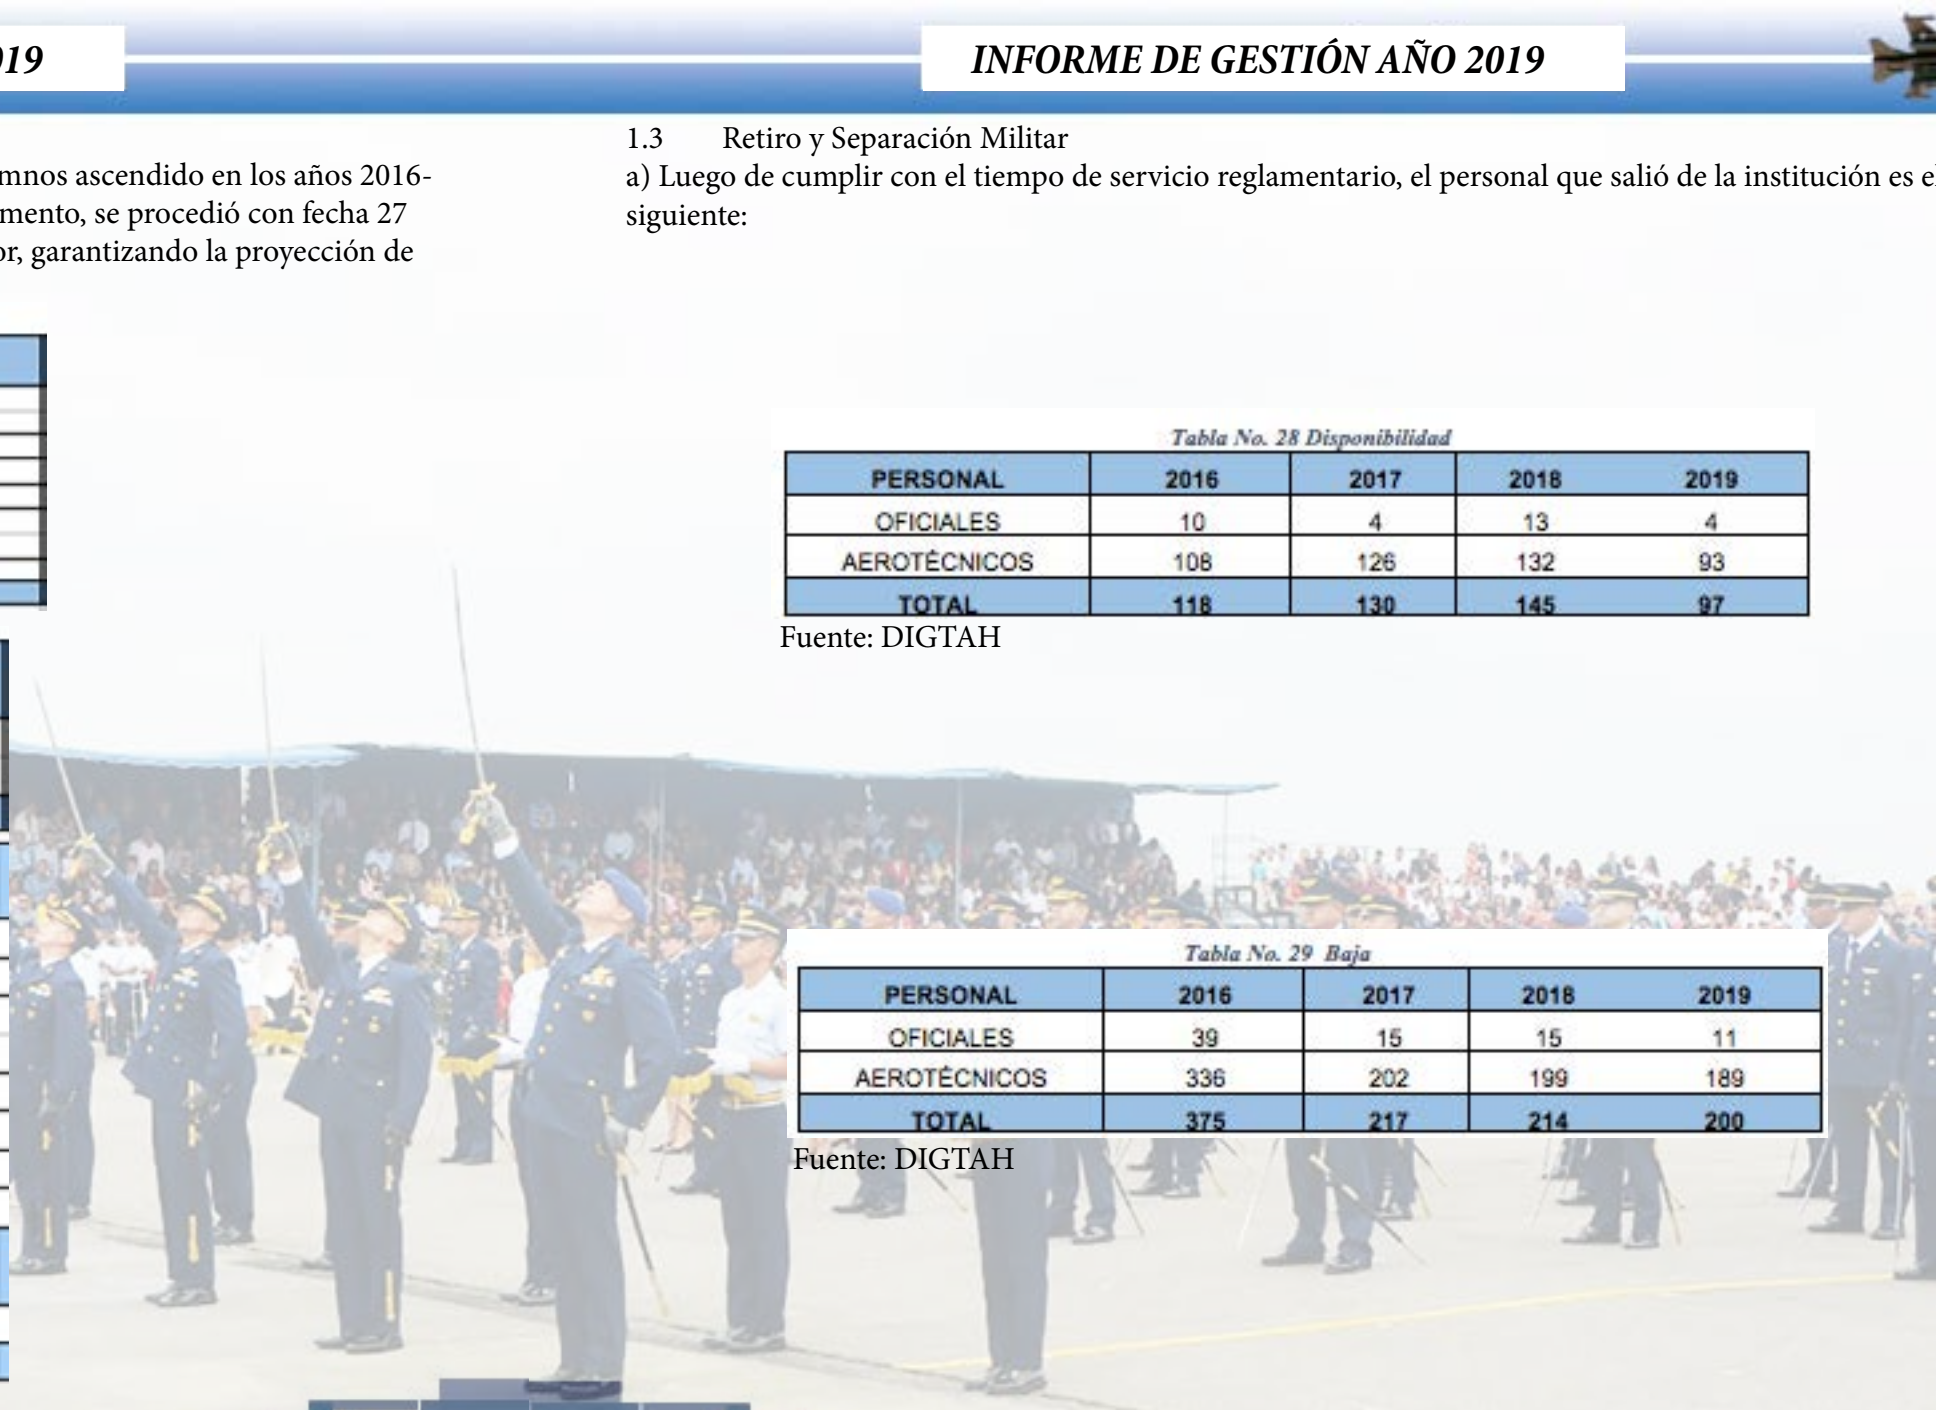 019
INFORME DE GESTIÓN AÑO 2019
mnos ascendido en los años 2016-
mento, se procedió con fecha 27
or, garantizando la proyección de
1.3 Retiro y Separación Militar
a) Luego de cumplir con el tiempo de servicio reglamentario, el personal que salió de la institución es el
siguiente:
Tabla No. 28 Disponibilidad
PERSONAL 2016 2017 2018 2019
OFICIALES 10 4 13 4
AEROTÉCNICOS 108 126 132 93
TOTAL 118 130 145 97
Fuente: DIGTAH
Tabla No. 29 Baja
PERSONAL 2016 2017 2018 2019
OFICIALES 39 15 15 11
AEROTÉCNICOS 336 202 199 189
TOTAL 375 217 214 200
Fuente: DIGTAH